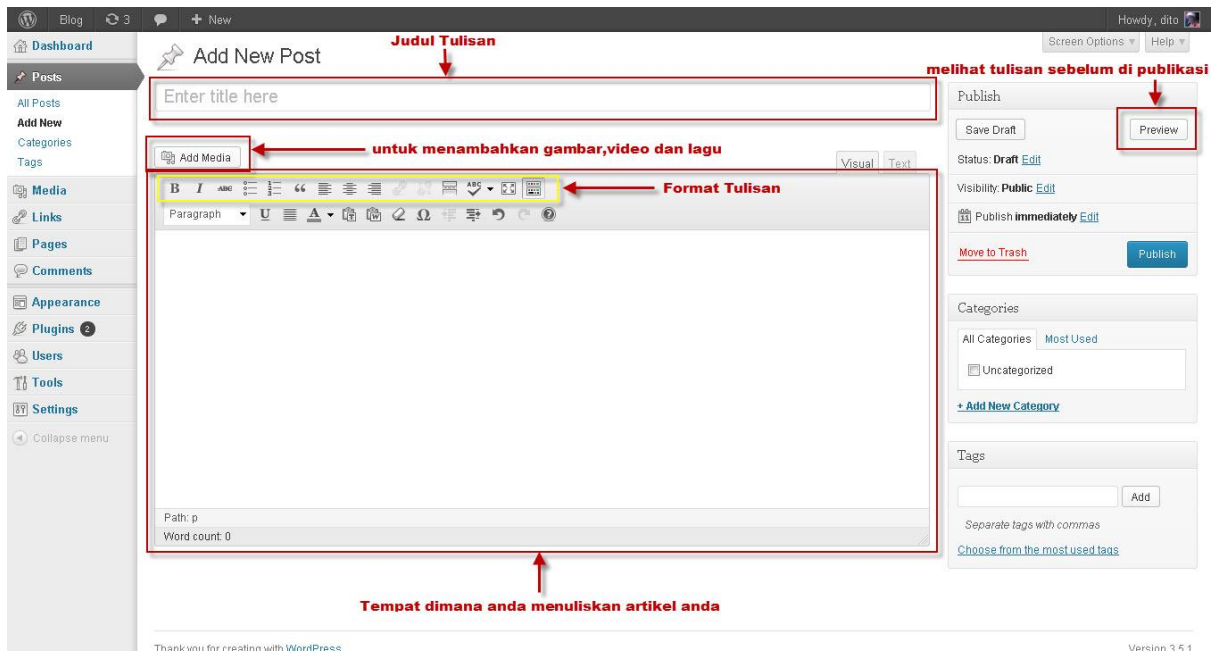 Blog 3 + New Howdy, dito
Dashboard
Judul Tulisan
Screen Options Help
Add New Post
melihat tulisan sebelum di publikasi
Posts
Enter title here
Publish
All Posts
Add New
Save Draft Preview
Categories
untuk menambahkan gambar,video dan lagu
Add Media
Visual Text
Status: Draft Edit
Tags
Media
B I ABC ABC
Format Tulisan
Visibility: Public Edit
Links
Paragraph U A Ω
Publish immediately Edit
Pages
Move to Trash Publish
Comments
Appearance
Categories
Plugins 2
All Categories Most Used
Users
Uncategorized
Tools
Settings
+ Add New Category
Collapse menu
Tags
Add
Path: p
Separate tags with commas
Word count: 0
Choose from the most used tags
Tempat dimana anda menuliskan artikel anda
Thank you for creating with WordPress. Version 3.5.1